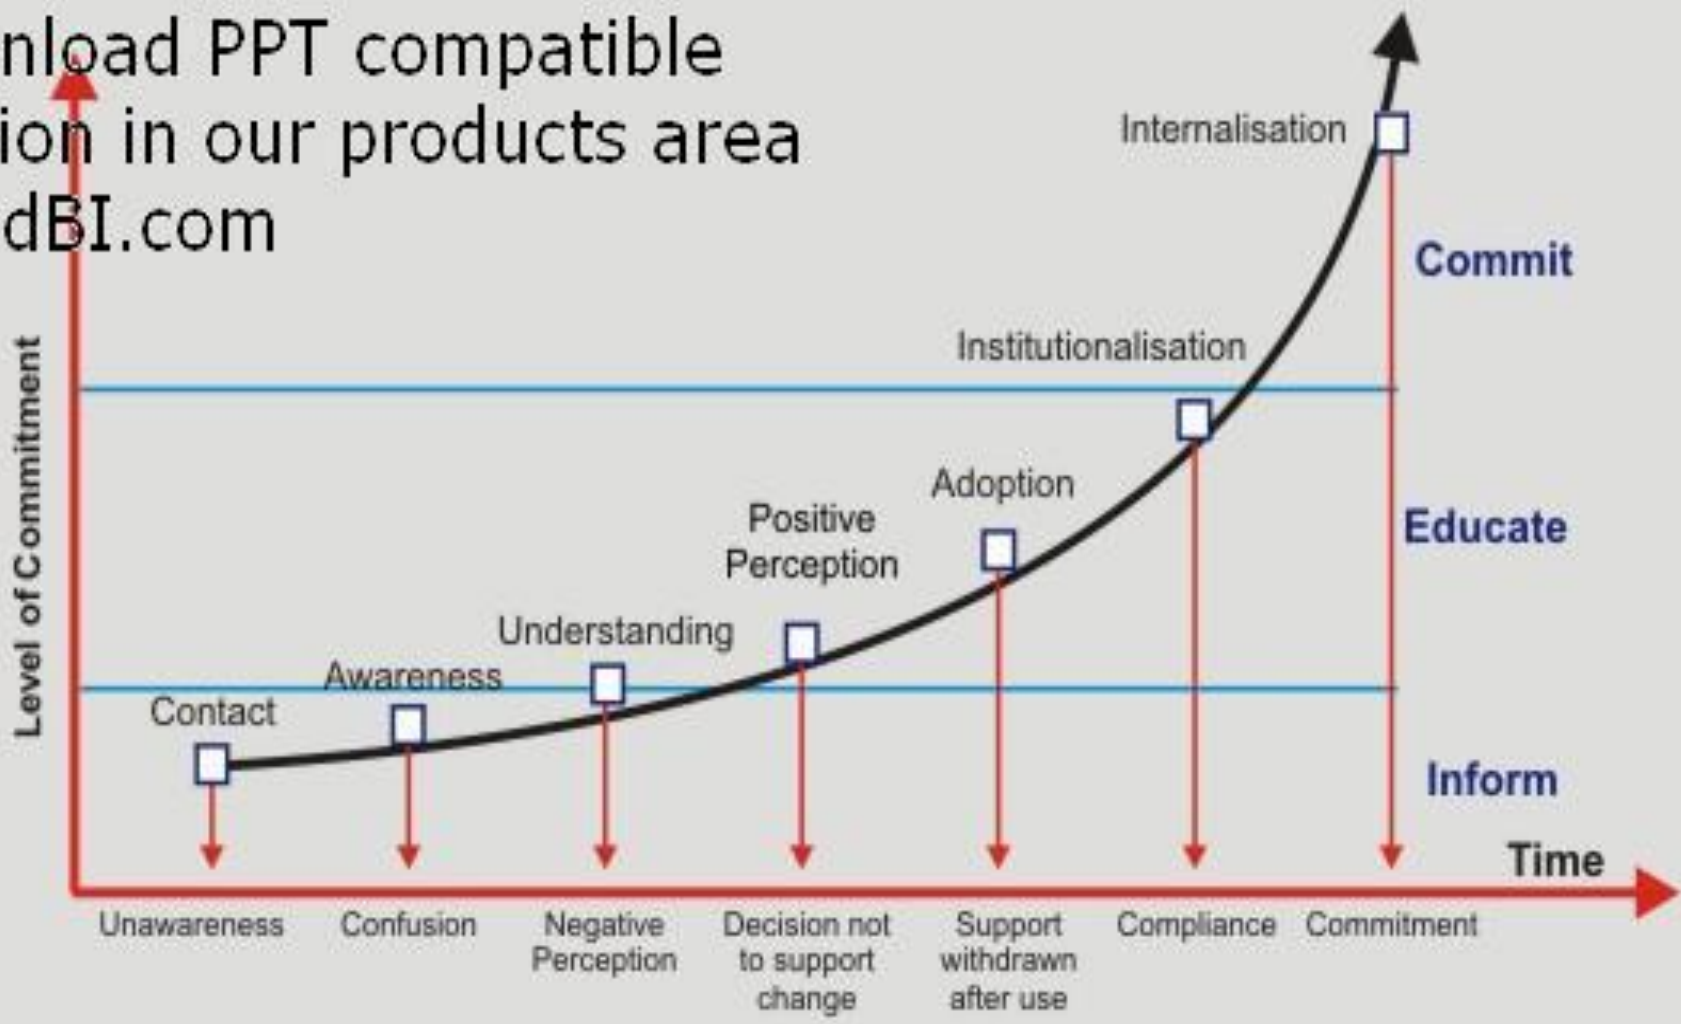 nload PPT compatible
ion in our products area
dBI.com
Internalisation
Commit
Institutionalisation
Level of Commitment
Adoption
Educate
Positive
Perception
Understanding
Awareness
Contact
Inform
Time
Unawareness
Confusion
Negative
Perception
Decision not
to support
change
Support
withdrawn
after use
Compliance
Commitment